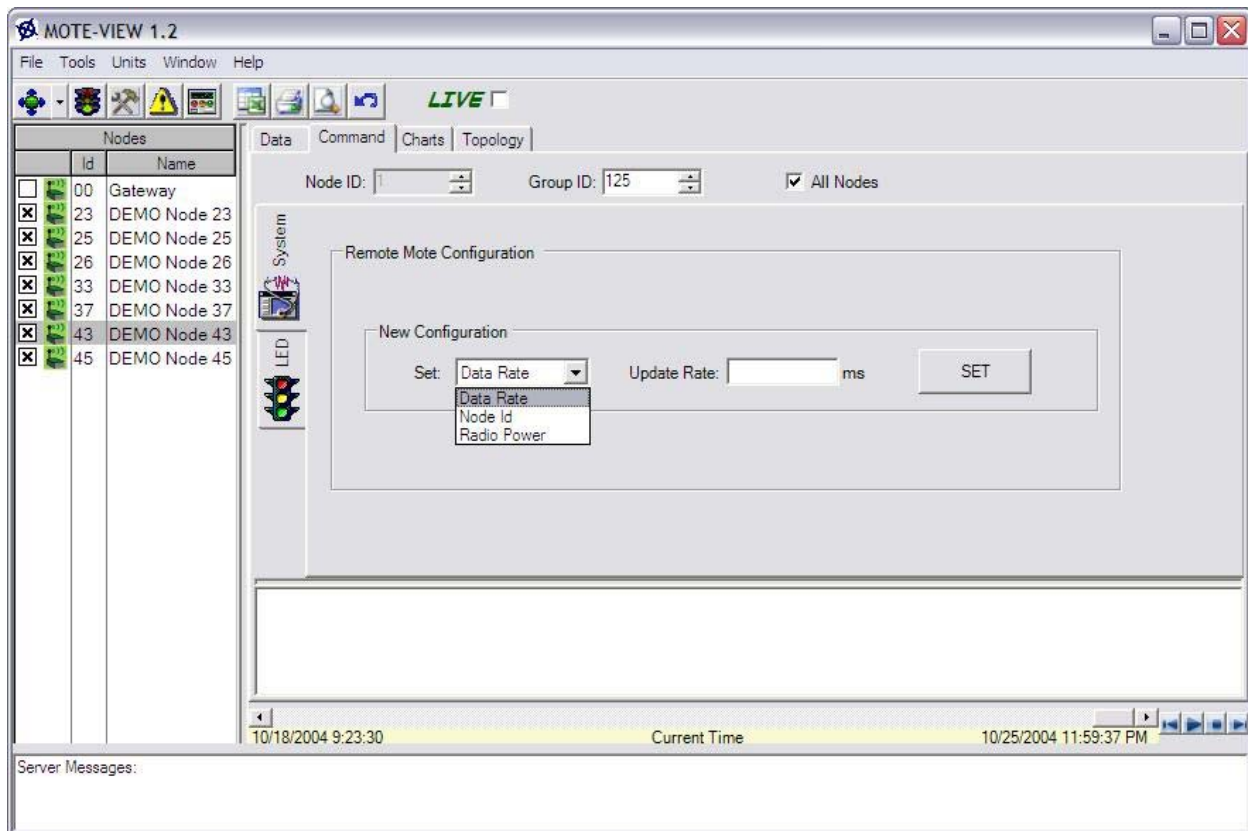 MOTE-VIEW 1.2
File Tools Units Window Help
LIVE
Nodes
Id Name
00 Gateway
23 DEMO Node 23
25 DEMO Node 25
26 DEMO Node 26
33 DEMO Node 33
37 DEMO Node 37
43 DEMO Node 43
45 DEMO Node 45
Data Command Charts Topology
Node ID: 1 Group ID: 125 All Nodes
System
LED
Remote Mote Configuration
New Configuration
Set: Data Rate Update Rate: ms SET
Data Rate
Node Id
Radio Power
10/18/2004 9:23:30 Current Time 10/25/2004 11:59:37 PM
Server Messages: